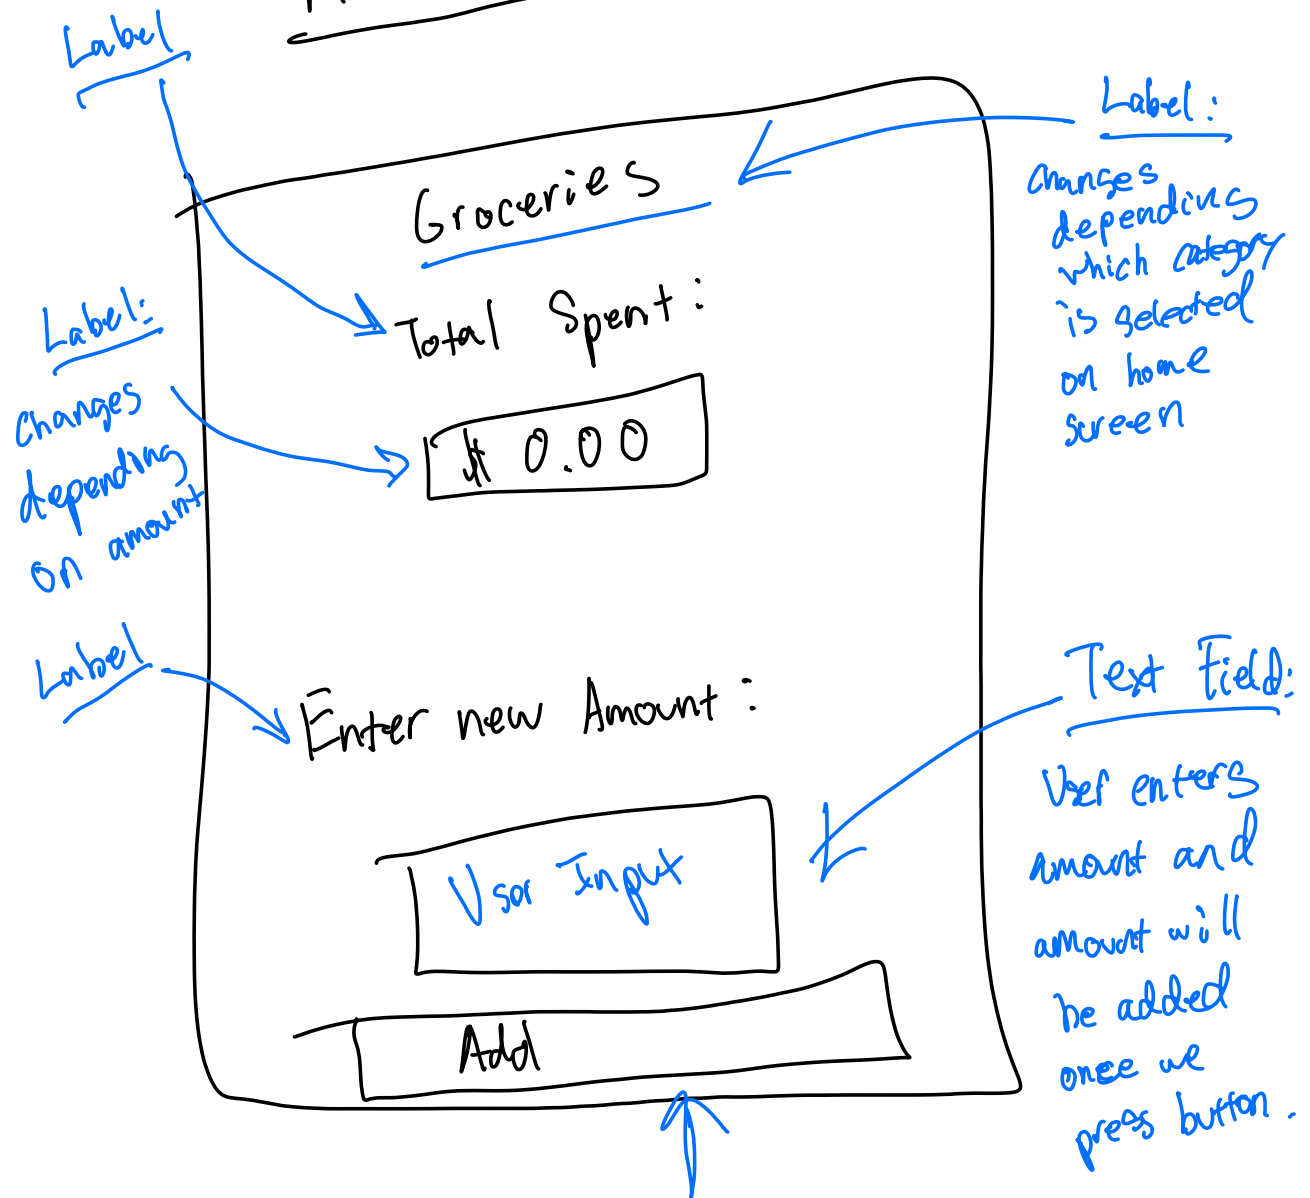 Label
Label:
changes
depending
which category
is selected
on home
screen
Groceries
Total Spent:
Label:
changes
depending
on amount
$ 0.00
Label
Enter new Amount:
Text Field:
User enters
amount and
amount will
be added
once we
press button.
User Input
Add